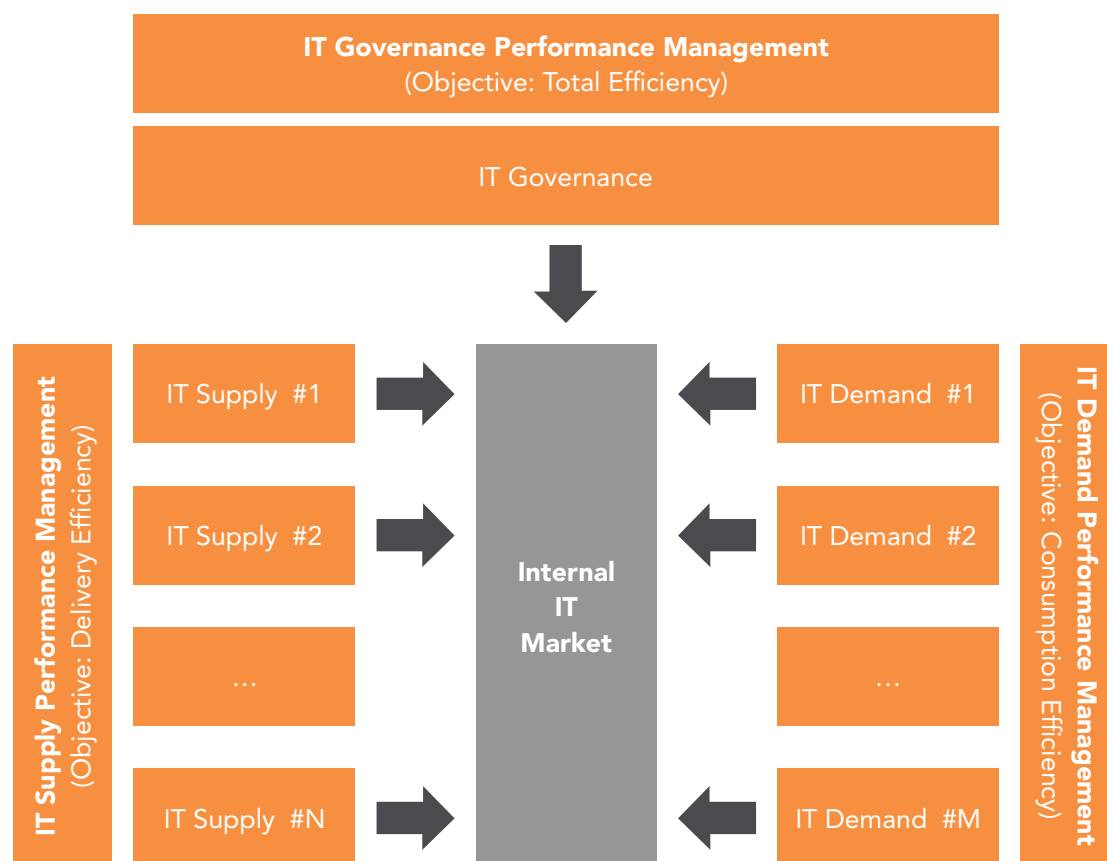 IT Governance Performance Management
(Objective: Total Efficiency)
IT Governance
IT Supply Performance Management
(Objective: Delivery Efficiency)
IT Supply #1
IT Supply #2
...
IT Supply #N
Internal
IT
Market
IT Demand #1
IT Demand #2
...
IT Demand #M
IT Demand Performance Management
(Objective: Consumption Efficiency)